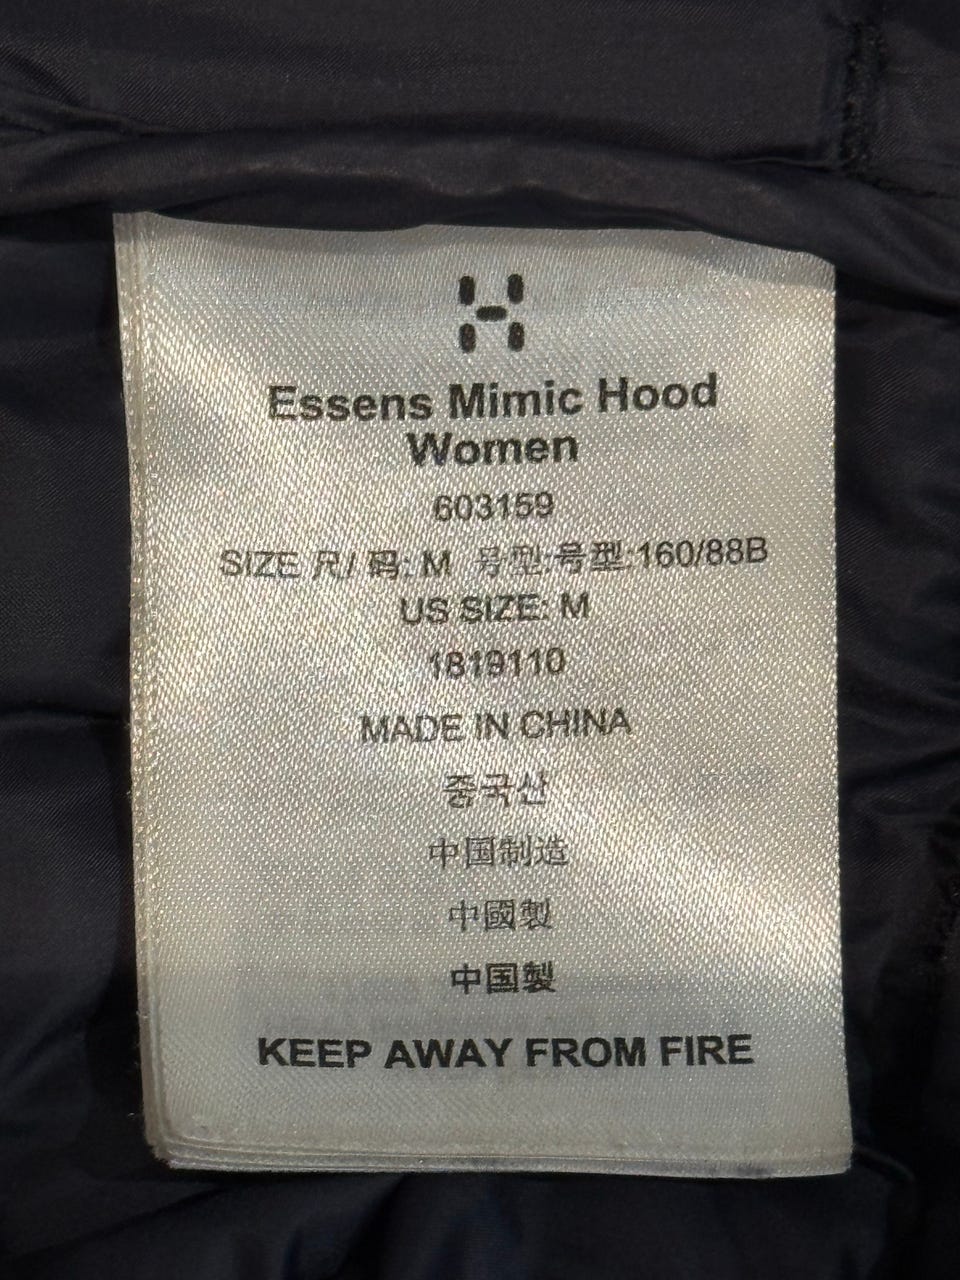 Essens Mimic Hood
Women
603159
SIZE 尺/ 码: M 号型:号型:160/88B
US SIZE: M
1819110
MADE IN CHINA
중국산
中国制造
中國製
中国製
KEEP AWAY FROM FIRE